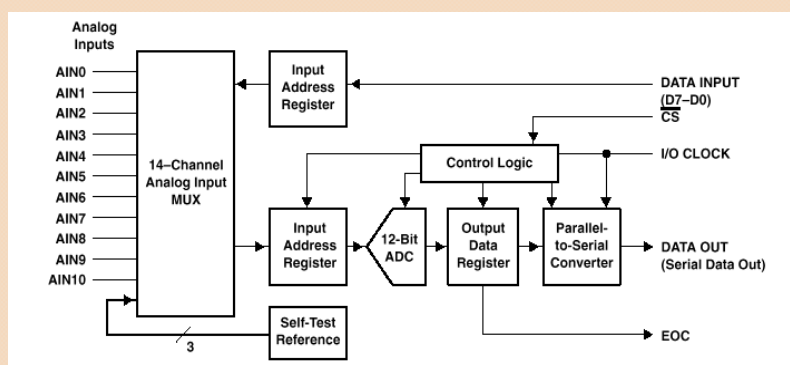 Analog
Inputs
AIN0
AIN1
AIN2
AIN3
AIN4
AIN5
AIN6
AIN7
AIN8
AIN9
AIN10
14–Channel
Analog Input
MUX
Input
Address
Register
DATA INPUT
(D7–D0)
CS
Control Logic
I/O CLOCK
Input
Address
Register
12-Bit
ADC
Output
Data
Register
Parallel-
to-Serial
Converter
DATA OUT
(Serial Data Out)
Self-Test
Reference
3
EOC